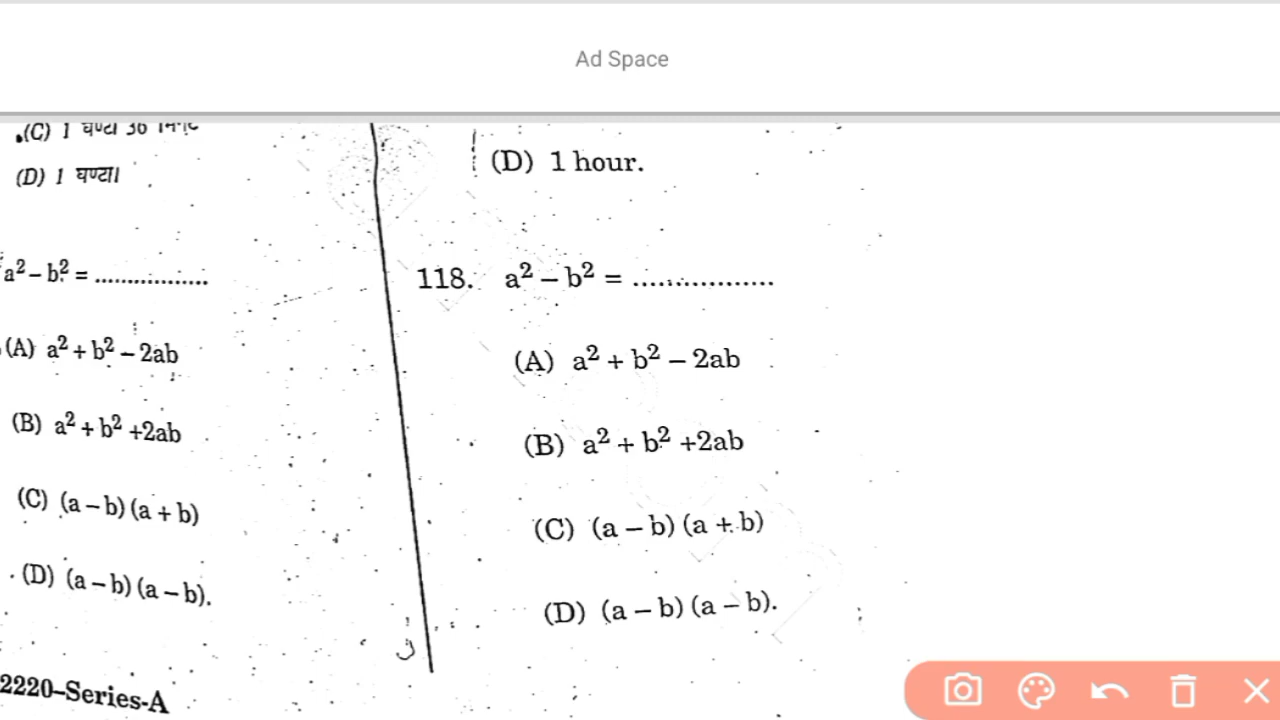 Ad Space
(C) 1 घण्टा 30 मिनट
(D) 1 घण्टा।
a² – b² = .................
(A) a² + b² – 2ab
(B) a² + b² +2ab
(C) (a – b) (a + b)
(D) (a – b) (a – b).
2220–Series-A
(D) 1 hour.
118. a² – b² = .................
(A) a² + b² – 2ab
(B) a² + b² +2ab
(C) (a – b) (a + b)
(D) (a – b) (a – b).